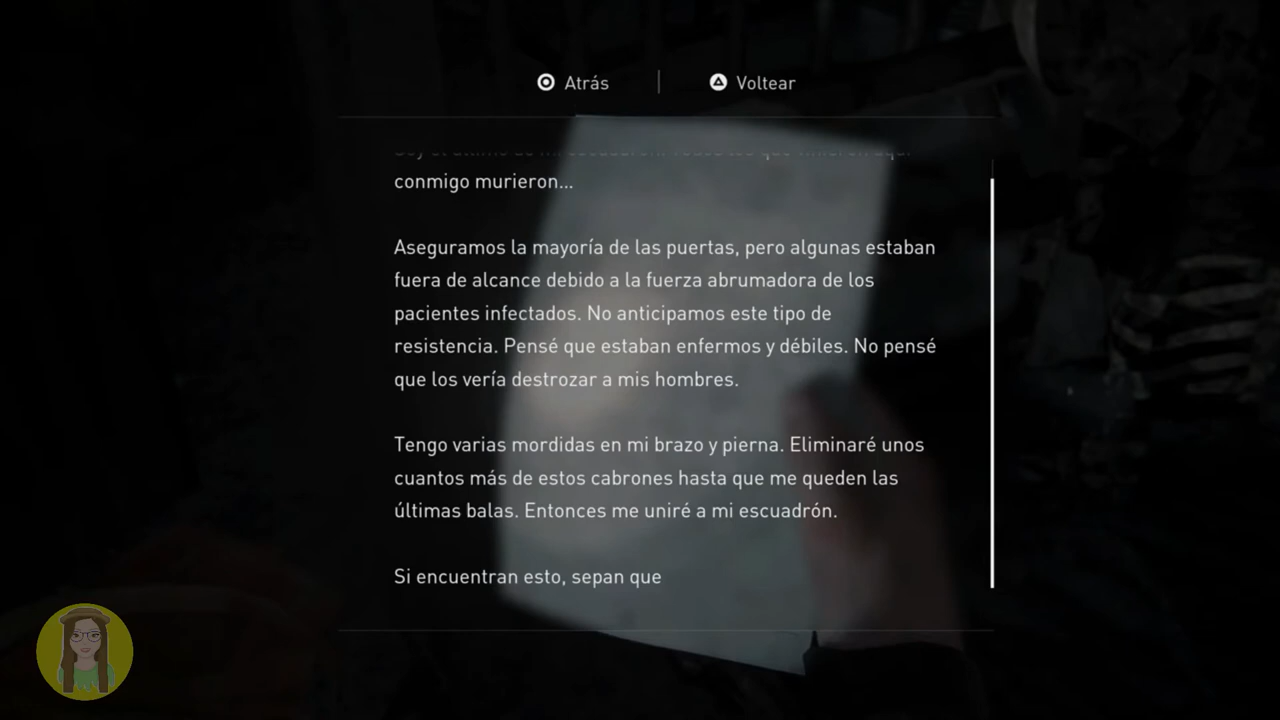 Atrás
Voltear
conmigo murieron...
Aseguramos la mayoría de las puertas, pero algunas estaban
fuera de alcance debido a la fuerza abrumadora de los
pacientes infectados. No anticipamos este tipo de
resistencia. Pensé que estaban enfermos y débiles. No pensé
que los vería destrozar a mis hombres.
Tengo varias mordidas en mi brazo y pierna. Eliminaré unos
cuantos más de estos cabrones hasta que me queden las
últimas balas. Entonces me uniré a mi escuadrón.
Si encuentran esto, sepan que